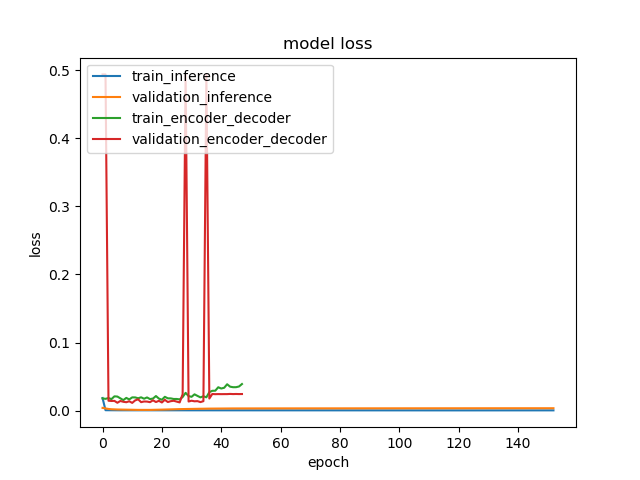 model loss
train_inference
validation_inference
train_encoder_decoder
validation_encoder_decoder
loss
0.5
0.4
0.3
0.2
0.1
0.0
0 20 40 60 80 100 120 140
epoch